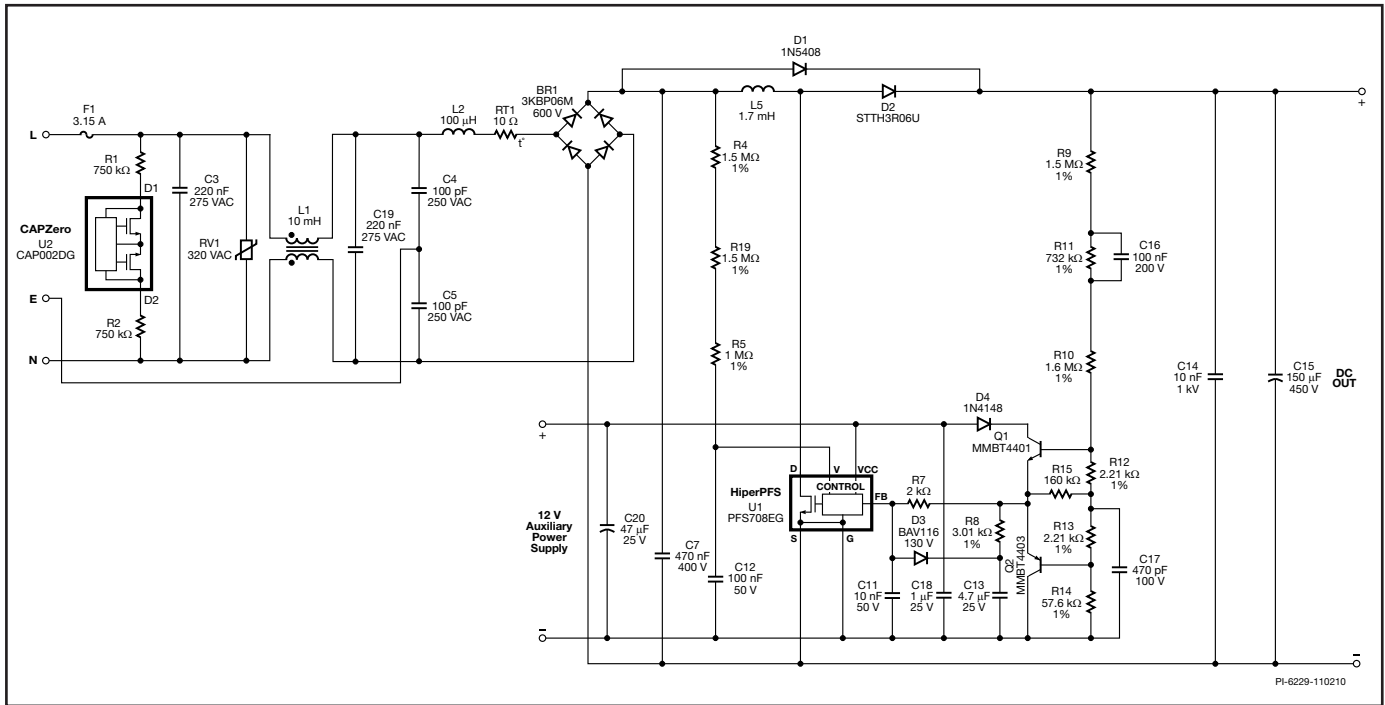 F1
3.15 A
L
R1
750 kΩ
D1
CAPZero
U2
CAP002DG
D2
E
R2
750 kΩ
N
C3
220 nF
275 VAC
RV1
320 VAC
L1
10 mH
C19
220 nF
275 VAC
C4
100 pF
250 VAC
C5
100 pF
250 VAC
L2
100 µH
RT1
10 Ω
t°
BR1
3KBP06M
600 V
D1
1N5408
L5
1.7 mH
D2
STTH3R06U
+
R4
1.5 MΩ
1%
R19
1.5 MΩ
1%
R5
1 MΩ
1%
R9
1.5 MΩ
1%
R11
732 kΩ
1%
C16
100 nF
200 V
R10
1.6 MΩ
1%
C14
10 nF
1 kV
C15
150 µF
450 V
DC
OUT
D4
1N4148
+
Q1
MMBT4401
R12
2.21 kΩ
1%
R15
160 kΩ
D
V
VCC
CONTROL
HiperPFS
U1
PFS708EG
FB
S
G
R7
2 kΩ
D3
BAV116
130 V
R8
3.01 kΩ
1%
Q2
MMBT4403
R13
2.21 kΩ
1%
C17
470 pF
100 V
R14
57.6 kΩ
1%
12 V
Auxiliary
Power
Supply
C20
47 µF
25 V
C7
470 nF
400 V
C12
100 nF
50 V
C11
10 nF
50 V
C18
1 µF
25 V
C13
4.7 µF
25 V
−
−
PI-6229-110210